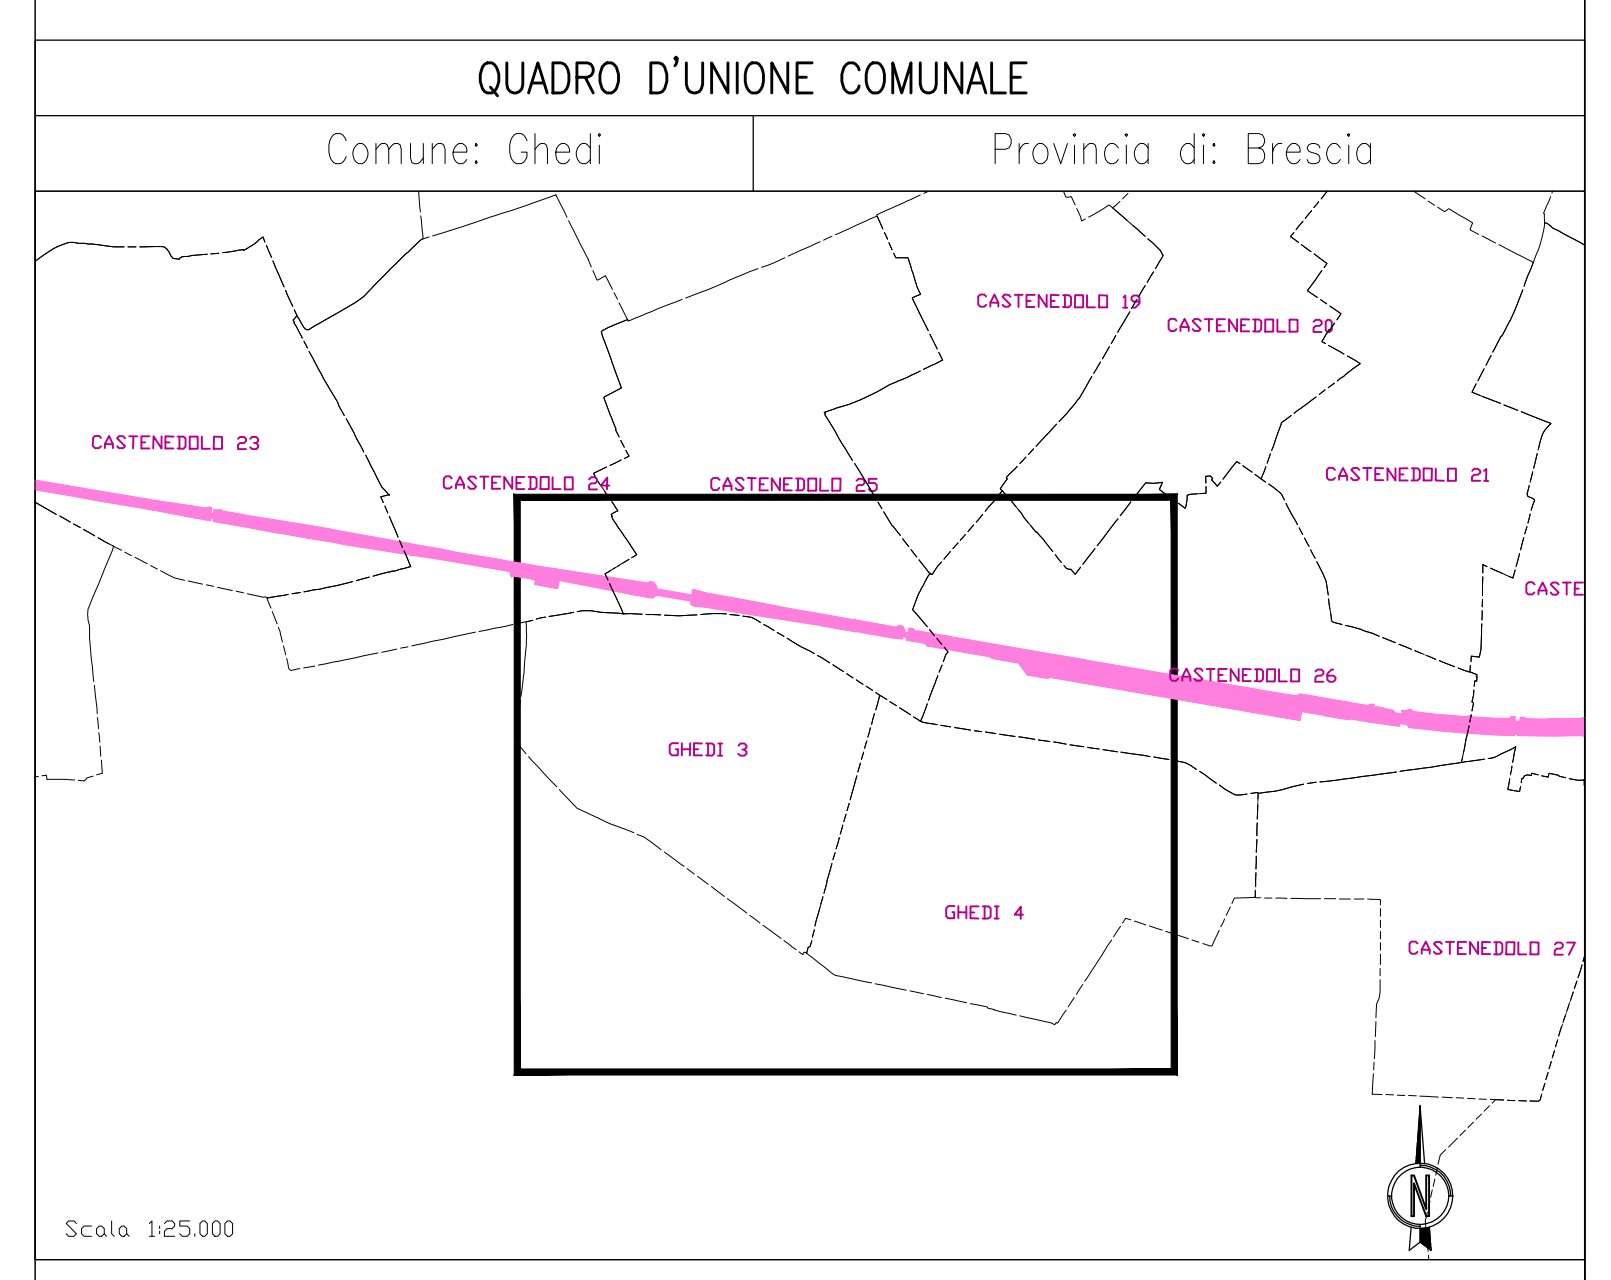 QUADRO D'UNIONE COMUNALE
Comune: Ghedi
Provincia di: Brescia
CASTENEDOLO 19
CASTENEDOLO 20
CASTENEDOLO 23
CASTENEDOLO 24
CASTENEDOLO 25
CASTENEDOLO 21
CASTE
CASTENEDOLO 26
GHEDI 3
GHEDI 4
CASTENEDOLO 27
N
Scala 1:25.000